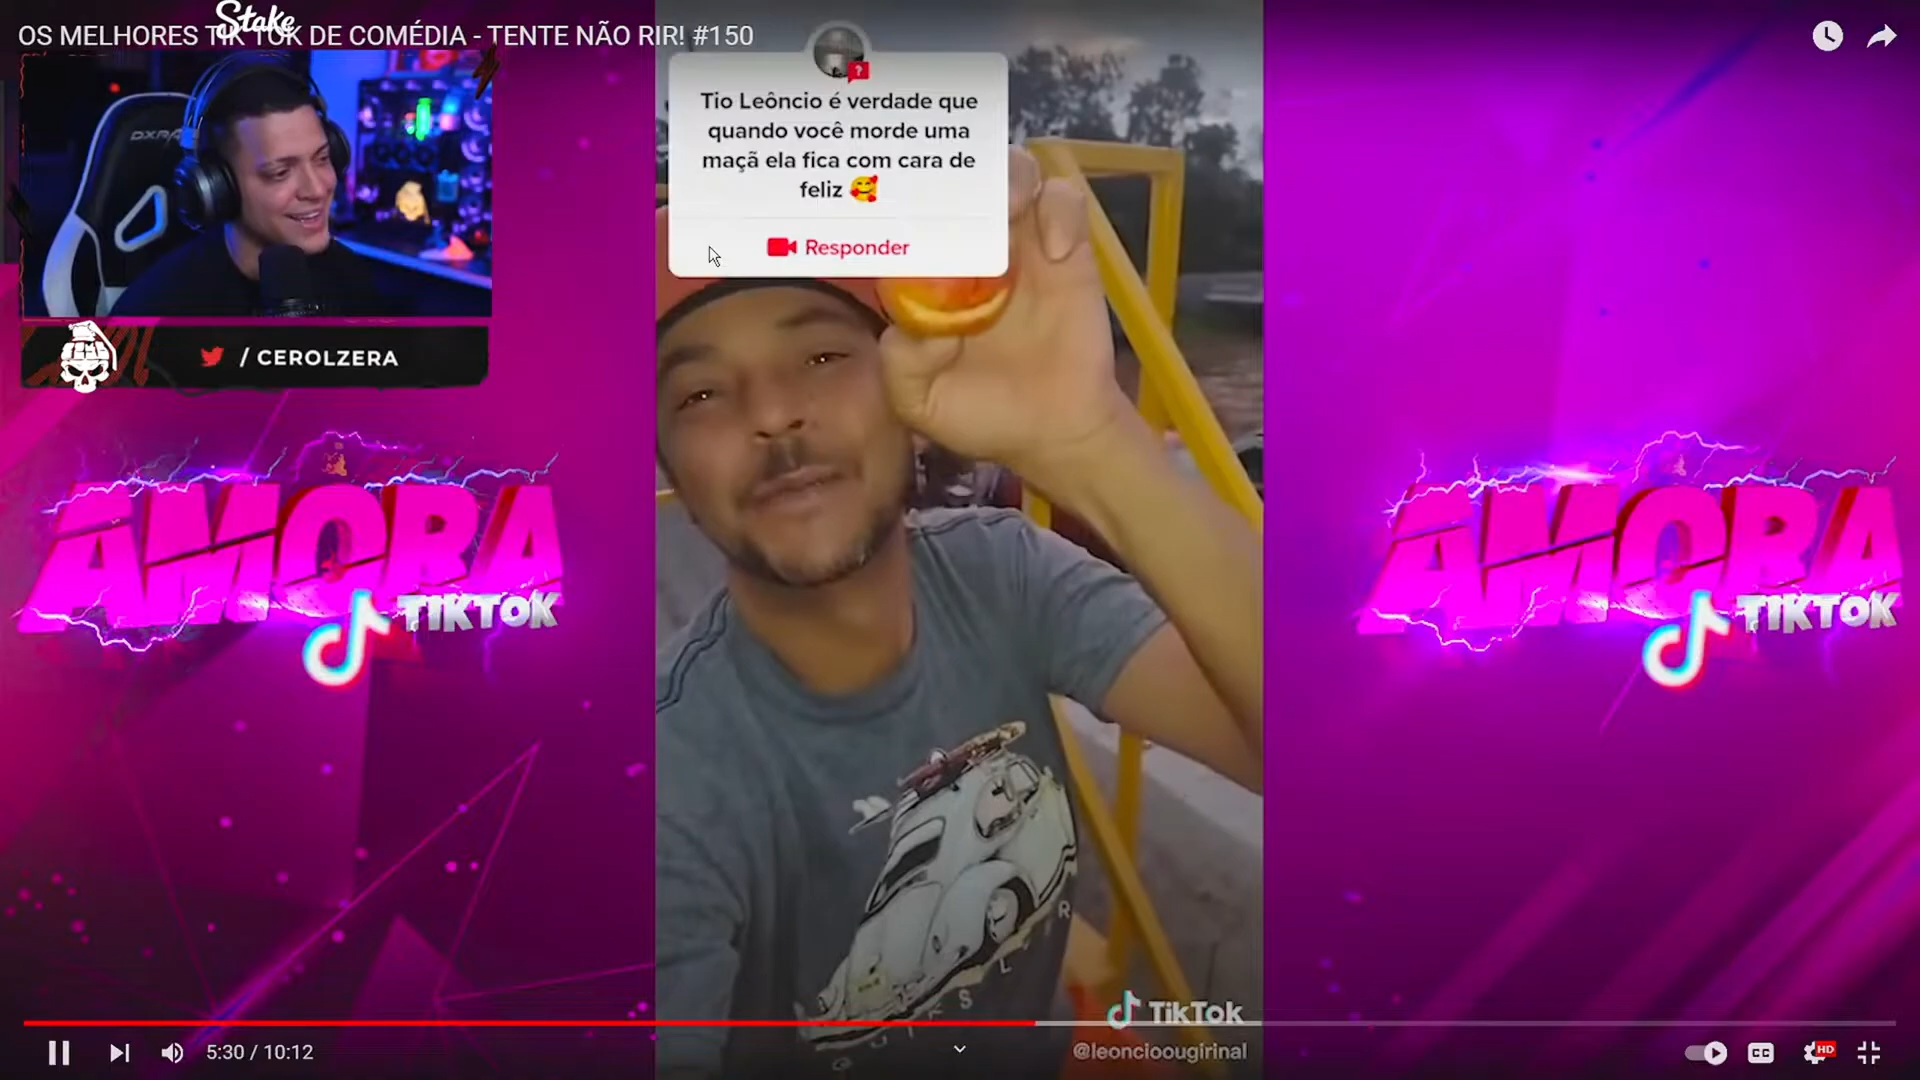 Stake
OS MELHORES TIK TOK DE COMÉDIA - TENTE NÃO RIR! #150
Tio Leôncio é verdade que
quando você morde uma
maçã ela fica com cara de
feliz 🥰
Responder
/ CEROLZERA
AMORA
TIKTOK
AMORA
TIKTOK
TikTok
@leoncioougirinal
5:30 / 10:12
CC
HD